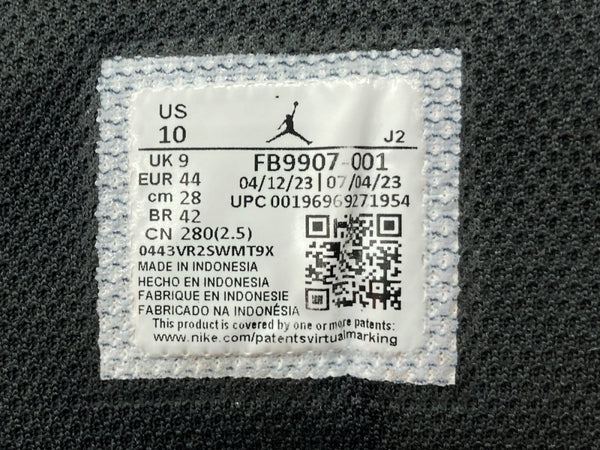 US
10
J2
UK 9
EUR 44
cm 28
BR 42
CN 280(2.5)
FB9907-001
04/12/23|07/04/23
UPC 00196969271954
0443VR2SWMT9X
MADE IN INDONESIA
HECHO EN INDONESIA
FABRIQUE EN INDONESIE
FABRICADO NA INDONÉSIA
This product is covered by one or more patents:
www.nike.com/patentsvirtualmarking